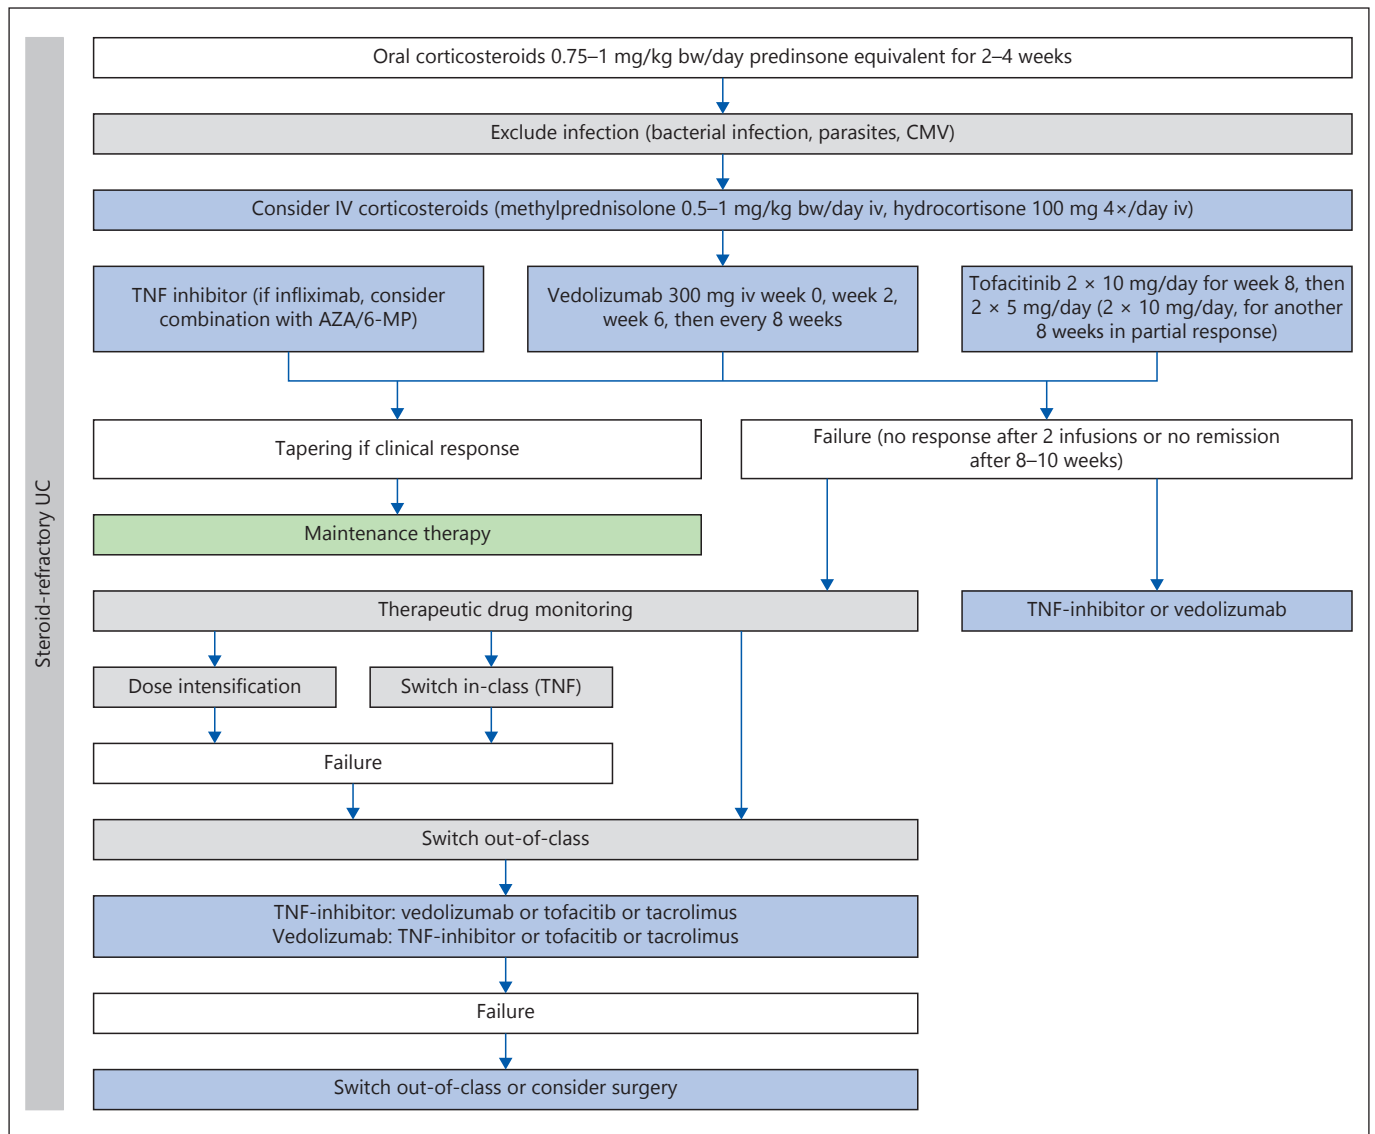 Steroid-refractory UC
Oral corticosteroids 0.75–1 mg/kg bw/day predinsone equivalent for 2–4 weeks
Exclude infection (bacterial infection, parasites, CMV)
Consider IV corticosteroids (methylprednisolone 0.5–1 mg/kg bw/day iv, hydrocortisone 100 mg 4×/day iv)
TNF inhibitor (if infliximab, consider
combination with AZA/6-MP)
Vedolizumab 300 mg iv week 0, week 2,
week 6, then every 8 weeks
Tofacitinib 2 × 10 mg/day for week 8, then
2 × 5 mg/day (2 × 10 mg/day, for another
8 weeks in partial response)
Tapering if clinical response
Failure (no response after 2 infusions or no remission
after 8–10 weeks)
Maintenance therapy
Therapeutic drug monitoring
TNF-inhibitor or vedolizumab
Dose intensification
Switch in-class (TNF)
Failure
Switch out-of-class
TNF-inhibitor: vedolizumab or tofacitib or tacrolimus
Vedolizumab: TNF-inhibitor or tofacitib or tacrolimus
Failure
Switch out-of-class or consider surgery